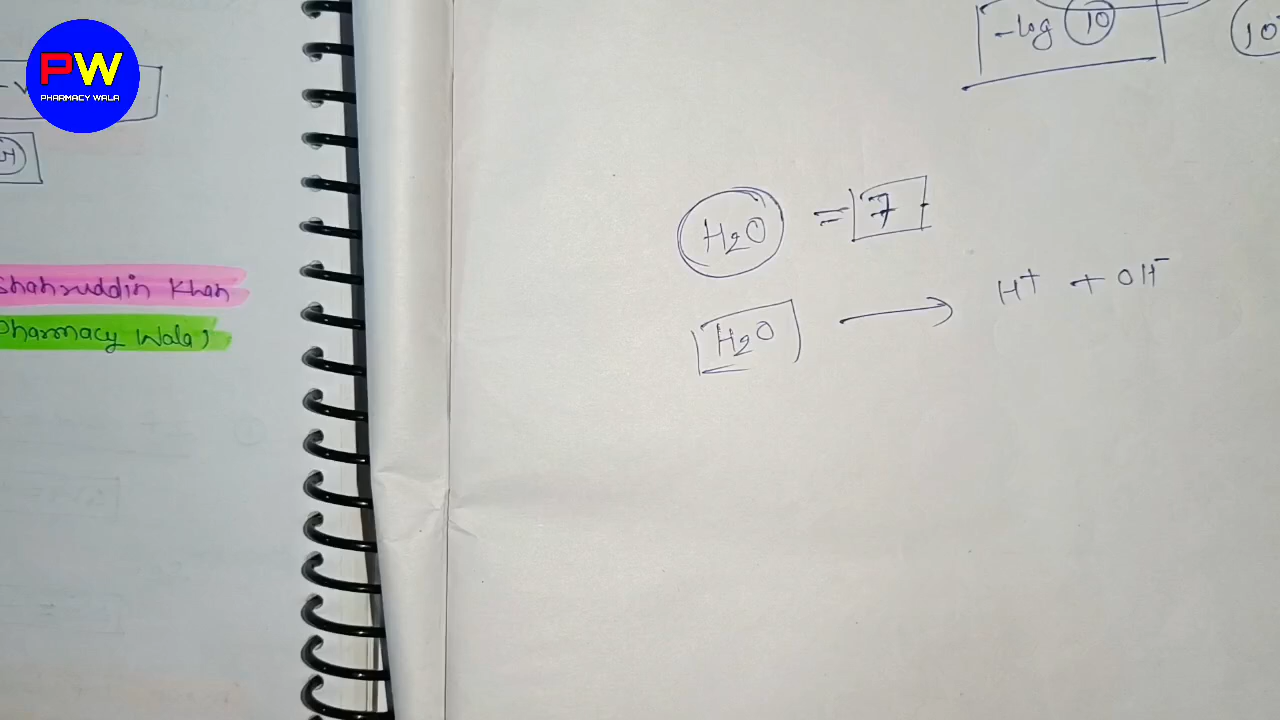 PW
PHARMACY WALA
Shahruddin Khan
Pharmacy Wala)
-log 10
10
H2O = 7
H2O → H+ + OH-